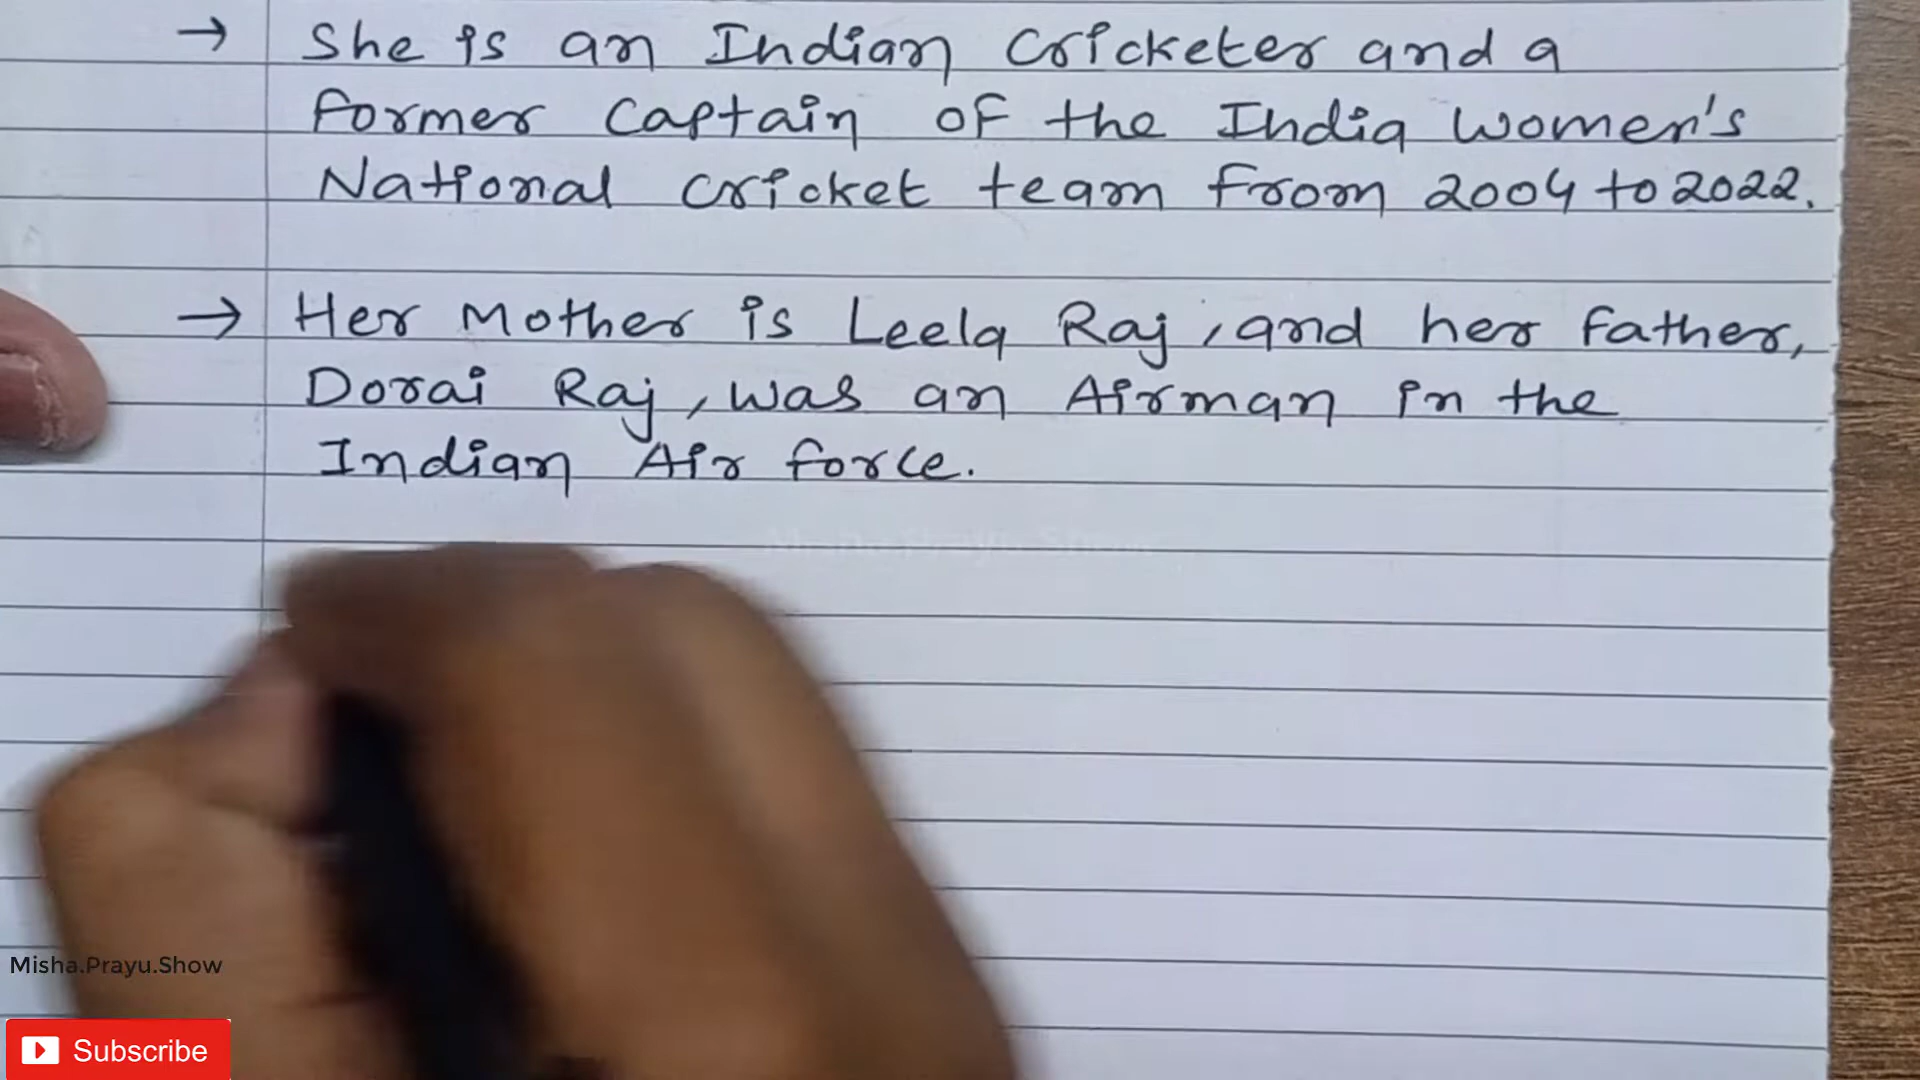 → She is an Indian Cricketer and a
former Captain of the India Women's
National cricket team from 2004 to 2022.
→ Her Mother is Leela Raj, and her father,
Dorai Raj, was an Airman in the
Indian Air force.
Misha.Prayu.Show
Subscribe